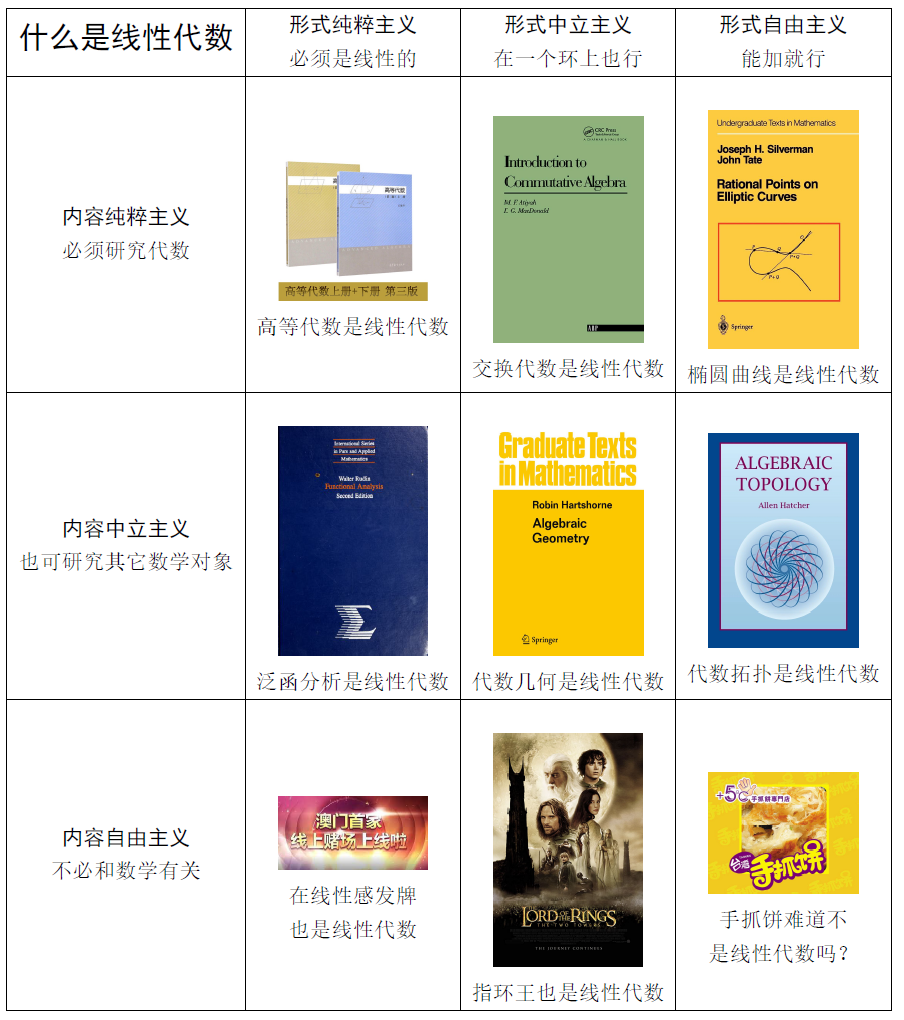 什么是线性代数
形式纯粹主义
必须是线性的
形式中立主义
在一个环上也行
形式自由主义
能加就行
内容纯粹主义
必须研究代数
高等代数
高等代数上册+下册 第三版
高等代数是线性代数
CRC Press
Introduction to
Commutative Algebra
M. F. Atiyah
I. G. MacDonald
ABP
交换代数是线性代数
Undergraduate Texts in Mathematics
Joseph H. Silverman
John Tate
Rational Points on
Elliptic Curves
P
Q
P*Q
P+Q
Springer
椭圆曲线是线性代数
内容中立主义
也可研究其它数学对象
International Series
in Pure and Applied
Mathematics
Walter Rudin
Functional Analysis
Second Edition
泛函分析是线性代数
Graduate Texts
in Mathematics
Robin Hartshorne
Algebraic
Geometry
Springer
代数几何是线性代数
ALGEBRAIC
TOPOLOGY
Allen Hatcher
代数拓扑是线性代数
内容自由主义
不必和数学有关
澳门首家
线上赌场上线啦
在线性感发牌
也是线性代数
THE
LORD OF THE RINGS
THE TWO TOWERS
THE JOURNEY CONTINUES
指环王也是线性代数
+5℃
手抓餅專門店
台灣
手抓饼
手抓饼难道不
是线性代数吗?